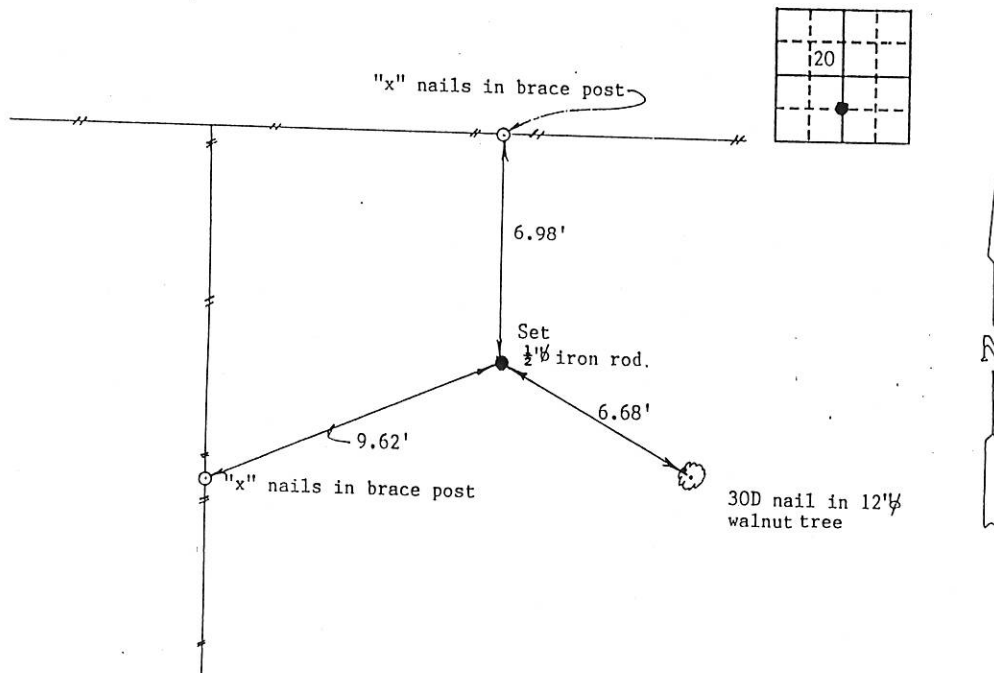 20
"x" nails in brace post
6.98'
Set
½"φ iron rod.
6.68'
9.62'
"x" nails in brace post
30D nail in 12"φ
walnut tree